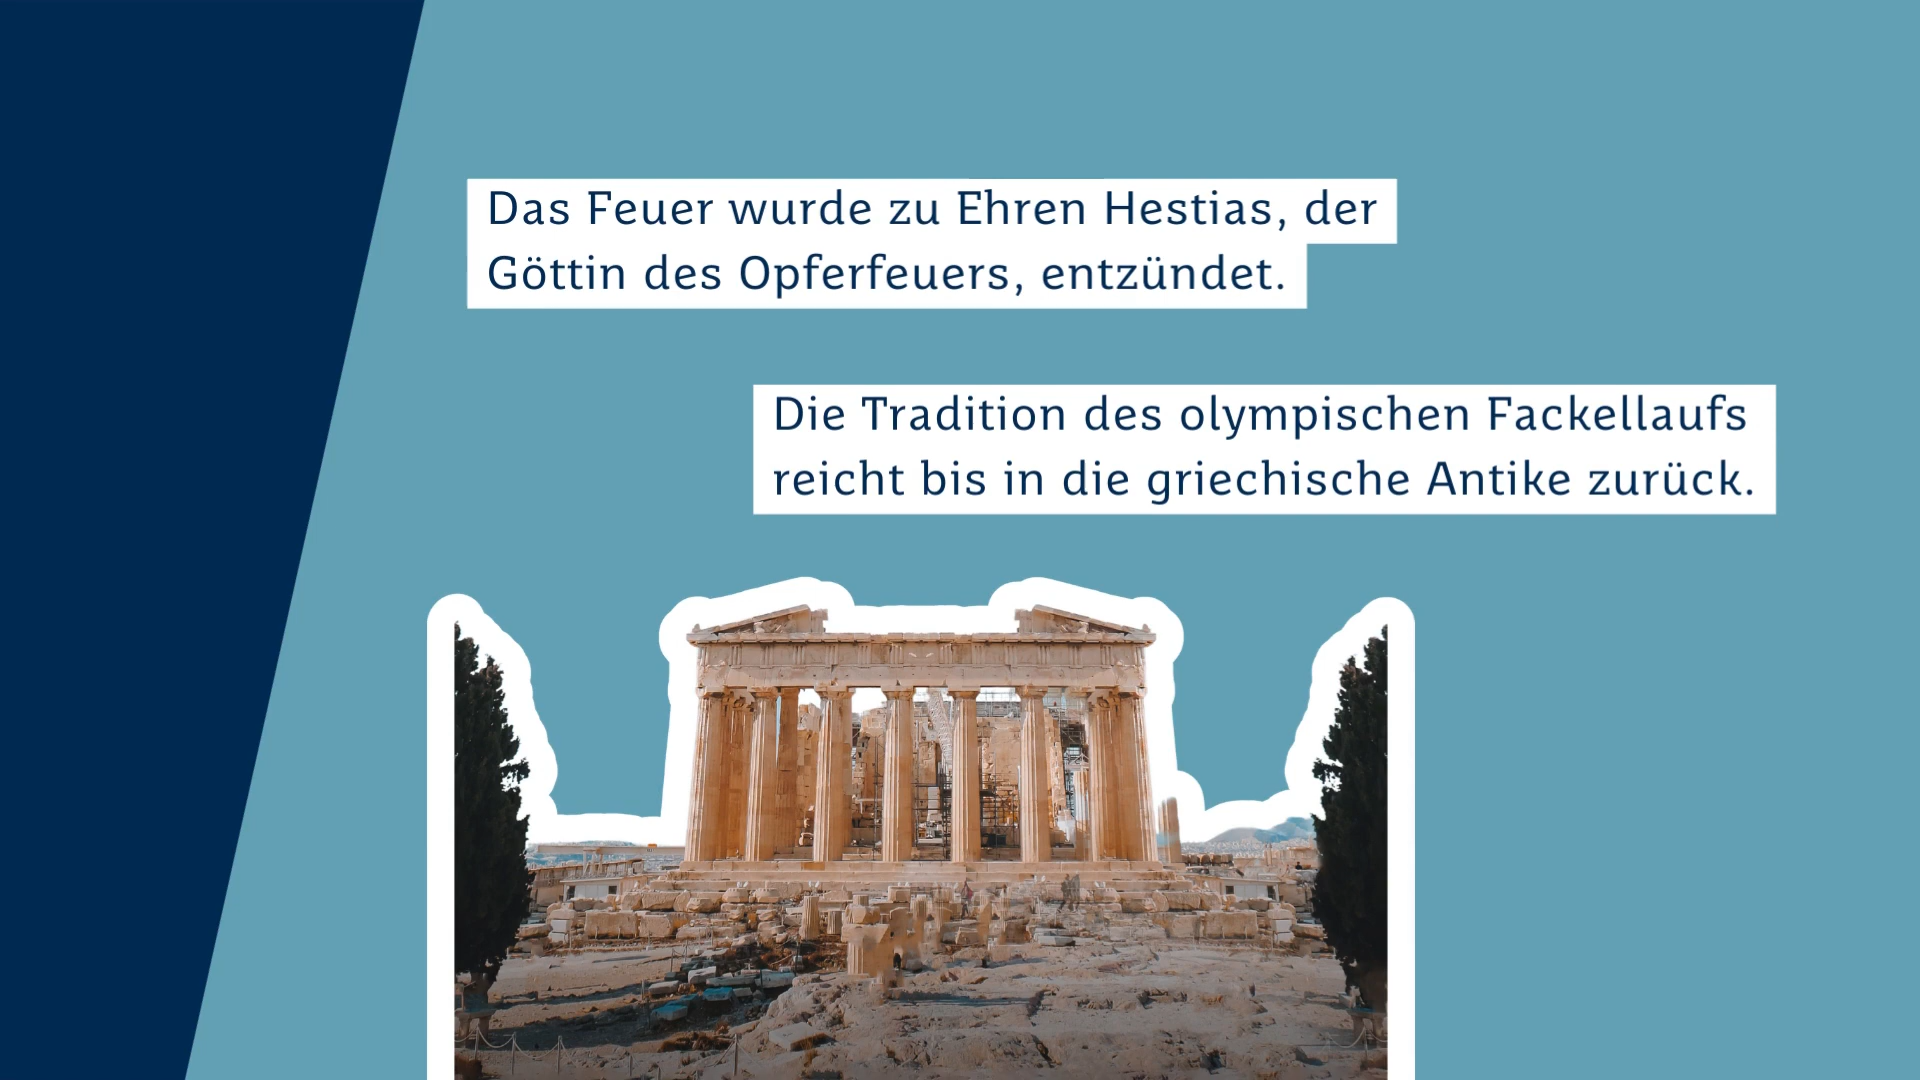 Das Feuer wurde zu Ehren Hestias, der
Göttin des Opferfeuers, entzündet.
Die Tradition des olympischen Fackellaufs
reicht bis in die griechische Antike zurück.